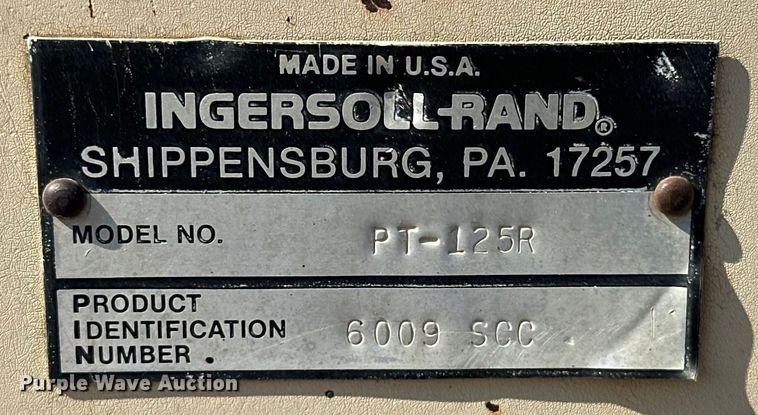 MADE IN U.S.A.
INGERSOLL-RAND®
SHIPPENSBURG, PA. 17257
MODEL NO. PT-125R
PRODUCT
IDENTIFICATION 6009 SCC
NUMBER.
Purple Wave Auction